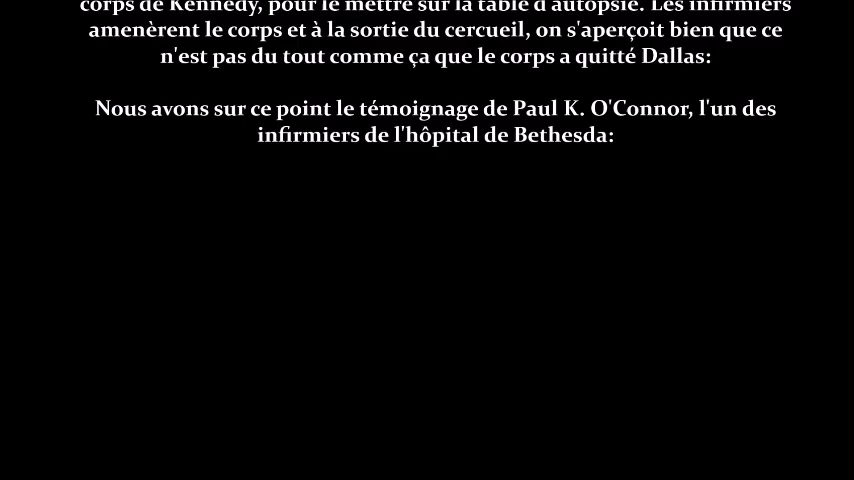 corps de Kennedy, pour le mettre sur la table d'autopsie. Les infirmiers
amenèrent le corps et à la sortie du cercueil, on s'aperçoit bien que ce
n'est pas du tout comme ça que le corps a quitté Dallas:
Nous avons sur ce point le témoignage de Paul K. O'Connor, l'un des
infirmiers de l'hôpital de Bethesda: